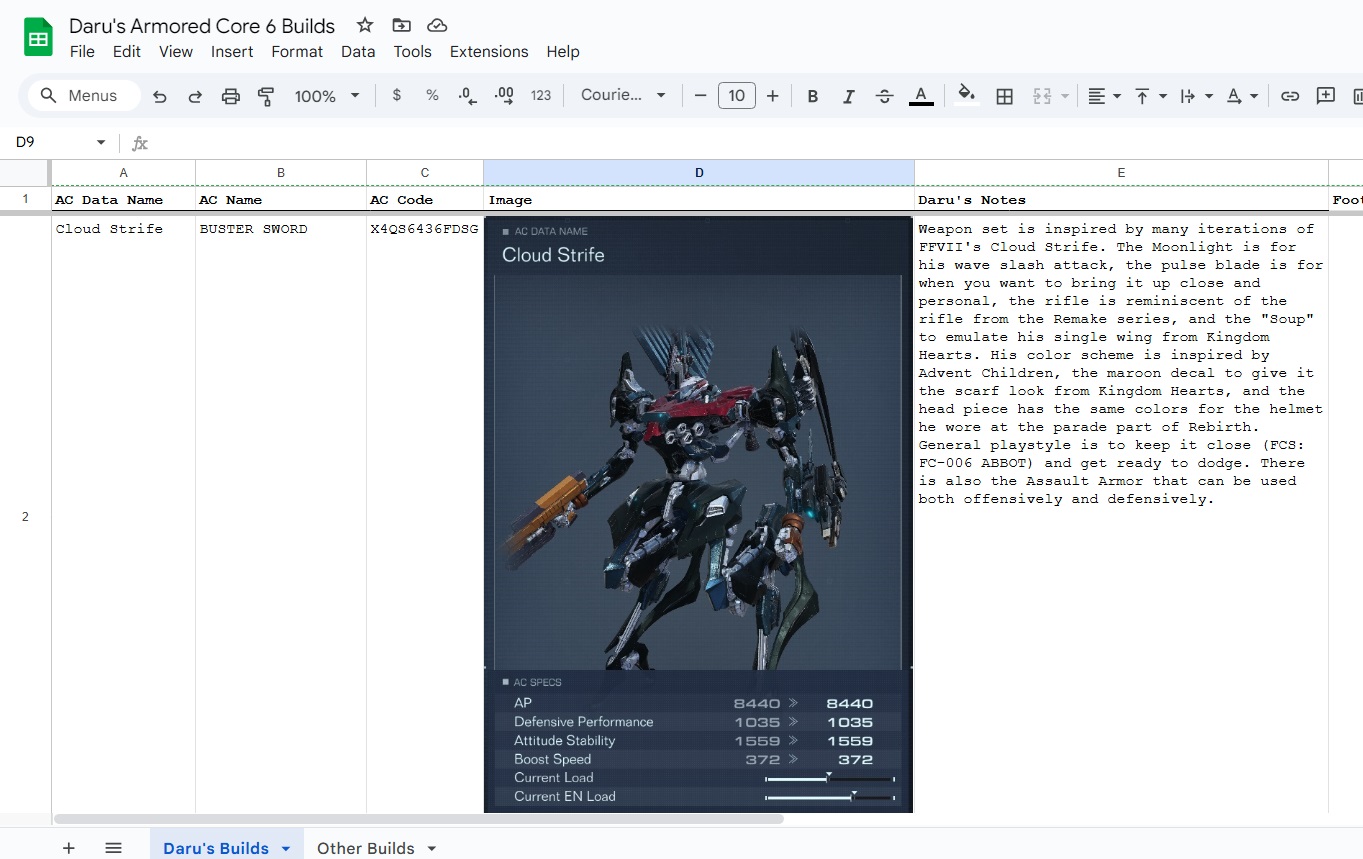 Daru's Armored Core 6 Builds
File Edit View Insert Format Data Tools Extensions Help
Menus 100% $ % .0 .00 123 Courie... 10 B I A
D9 fx
A B C D E
1 AC Data Name AC Name AC Code Image Daru's Notes Foot
2 Cloud Strife BUSTER SWORD X4QS6436FDSG
AC DATA NAME
Cloud Strife
AC SPECS
AP 8440 8440
Defensive Performance 1035 1035
Attitude Stability 1559 1559
Boost Speed 372 372
Current Load
Current EN Load
Weapon set is inspired by many iterations of
FFVII's Cloud Strife. The Moonlight is for
his wave slash attack, the pulse blade is for
when you want to bring it up close and
personal, the rifle is reminiscent of the
rifle from the Remake series, and the "Soup"
to emulate his single wing from Kingdom
Hearts. His color scheme is inspired by
Advent Children, the maroon decal to give it
the scarf look from Kingdom Hearts, and the
head piece has the same colors for the helmet
he wore at the parade part of Rebirth.
General playstyle is to keep it close (FCS:
FC-006 ABBOT) and get ready to dodge. There
is also the Assault Armor that can be used
both offensively and defensively.
Daru's Builds Other Builds